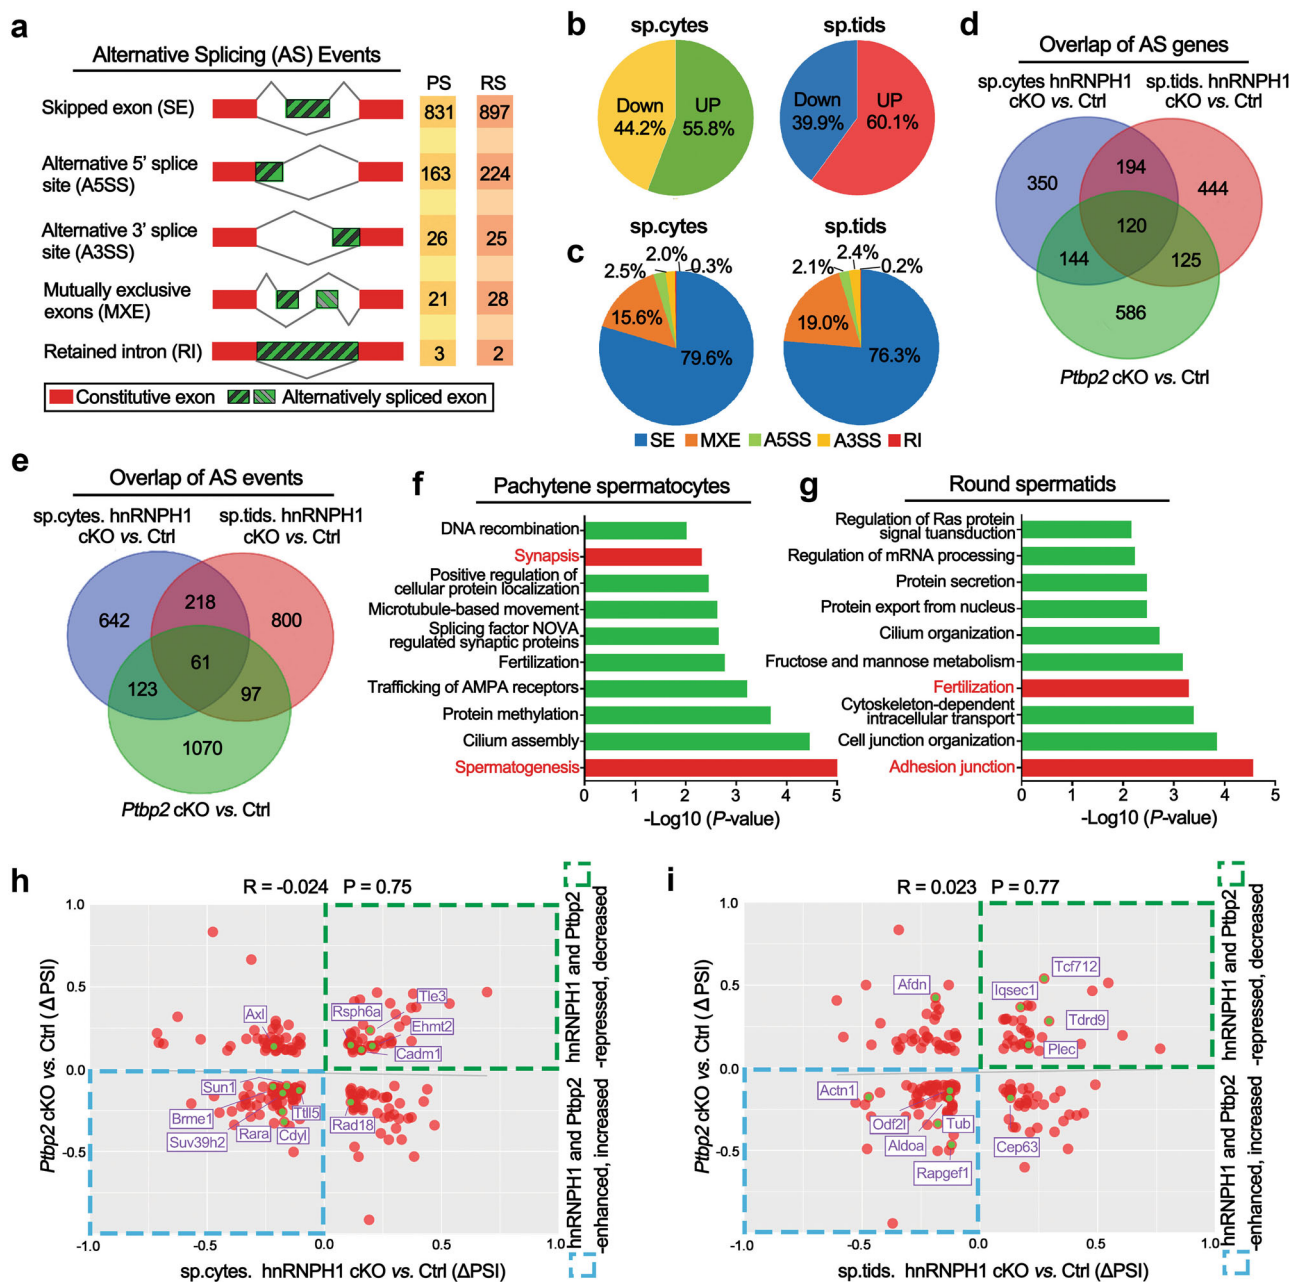 a
Alternative Splicing (AS) Events
PS RS
Skipped exon (SE)
831 897
Alternative 5' splice
site (A5SS)
163 224
Alternative 3' splice
site (A3SS)
26 25
Mutually exclusive
exons (MXE)
21 28
Retained intron (RI)
3 2
Constitutive exon
Alternatively spliced exon
b
sp.cytes
sp.tids
Down
44.2%
UP
55.8%
Down
39.9%
UP
60.1%
c
sp.cytes
sp.tids
2.0%
2.5%
0.3%
15.6%
79.6%
2.4%
2.1%
0.2%
19.0%
76.3%
SE MXE A5SS A3SS RI
d
Overlap of AS genes
sp.cytes hnRNPH1
cKO vs. Ctrl
sp.tids. hnRNPH1
cKO vs. Ctrl
194
350
444
120
144
125
586
Ptbp2 cKO vs. Ctrl
e
Overlap of AS events
sp.cytes. hnRNPH1
cKO vs. Ctrl
sp.tids. hnRNPH1
cKO vs. Ctrl
218
642
800
61
123
97
1070
Ptbp2 cKO vs. Ctrl
f
Pachytene spermatocytes
DNA recombination
Synapsis
Positive regulation of
cellular protein localization
Microtubule-based movement
Splicing factor NOVA
regulated synaptic proteins
Fertilization
Trafficking of AMPA receptors
Protein methylation
Cilium assembly
Spermatogenesis
0 1 2 3 4 5
-Log10 (P-value)
g
Round spermatids
Regulation of Ras protein
signal tuansduction
Regulation of mRNA processing
Protein secretion
Protein export from nucleus
Cilium organization
Fructose and mannose metabolism
Fertilization
Cytoskeleton-dependent
intracellular transport
Cell junction organization
Adhesion junction
0 1 2 3 4 5
-Log10 (P-value)
h
R = -0.024 P = 0.75
1.0
0.5
0.0
-0.5
Ptbp2 cKO vs. Ctrl (Δ PSI)
Axl
Rsph6a
Tle3
Ehmt2
Cadm1
Sun1
Brme1
Suv39h2
Rara
Cdyl
Ttll5
Rad18
-1.0 -0.5 0.0 0.5 1.0
sp.cytes. hnRNPH1 cKO vs. Ctrl (ΔPSI)
hnRNPH1 and Ptbp2
-repressed, decreased
hnRNPH1 and Ptbp2
-enhanced, increased
i
R = 0.023 P = 0.77
1.0
0.5
0.0
-0.5
Ptbp2 cKO vs. Ctrl (Δ PSI)
Afdn
Tcf712
Iqsec1
Tdrd9
Plec
Actn1
Odf2l
Aldoa
Tub
Rapgef1
Cep63
-1.0 -0.5 0.0 0.5 1.0
sp.tids. hnRNPH1 cKO vs. Ctrl (ΔPSI)
hnRNPH1 and Ptbp2
-repressed, decreased
hnRNPH1 and Ptbp2
-enhanced, increased